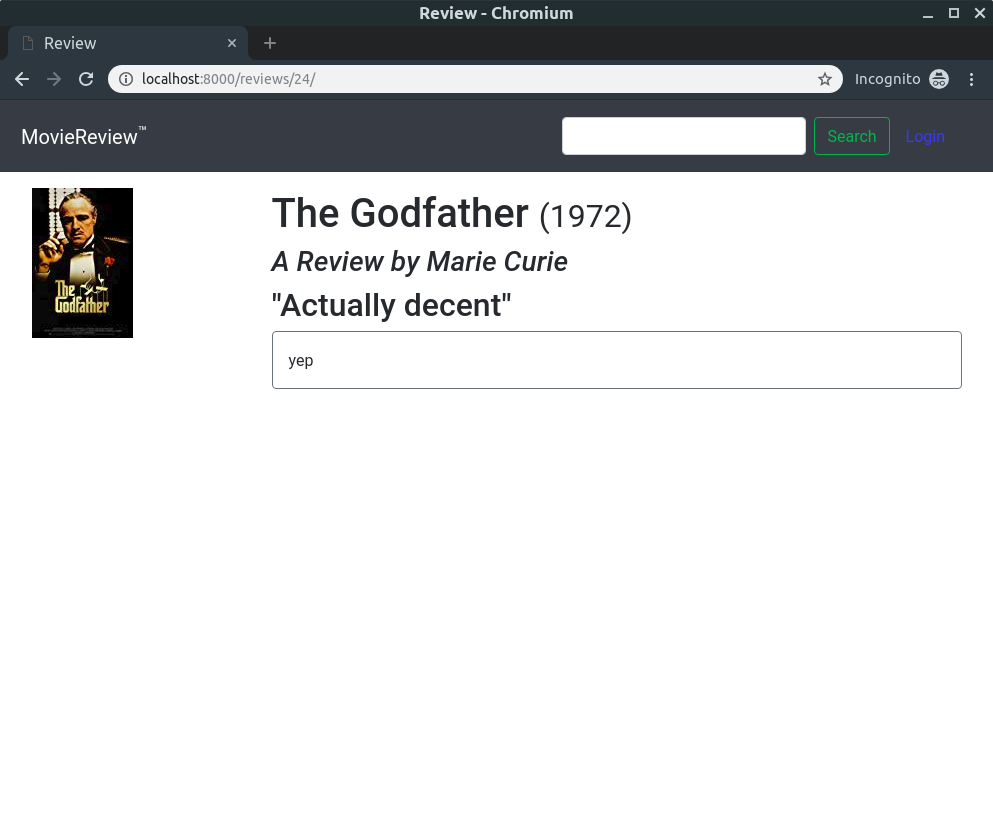 Review - Chromium
Review
localhost:8000/reviews/24/
Incognito
MovieReview™
Search
Login
The Godfather (1972)
A Review by Marie Curie
"Actually decent"
yep
The
Godfather